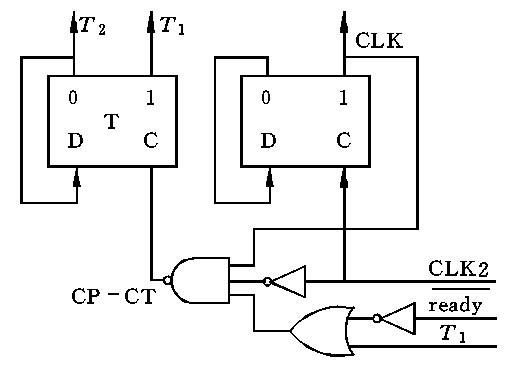 T₂ T₁
CLK
0 1 0 1
T
D C D C
CLK2
CP-CT
ready
T₁